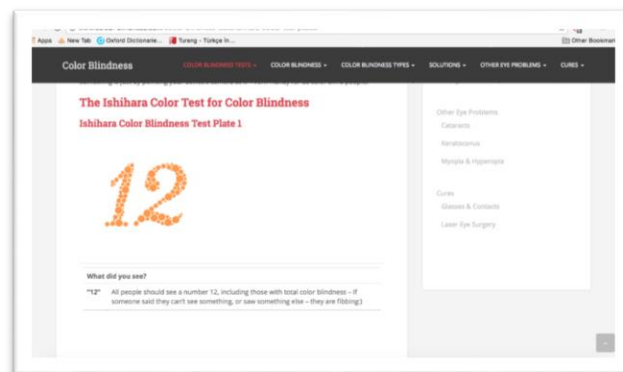 Apps New Tab Oxford Dictionarie... Tureng - Türkçe İn... Other Bookmark
Color Blindness COLOR BLINDNESS TESTS COLOR BLINDNESS COLOR BLINDNESS TYPES SOLUTIONS OTHER EYE PROBLEMS CURES
The Ishihara Color Test for Color Blindness
Ishihara Color Blindness Test Plate 1
12
What did you see?
"12" All people should see a number 12, including those with total color blindness – If
someone said they can't see something, or saw something else – they are fibbing:)
Other Eye Problems
Cataracts
Keratoconus
Myopia & Hyperopia
Cures
Glasses & Contacts
Laser Eye Surgery